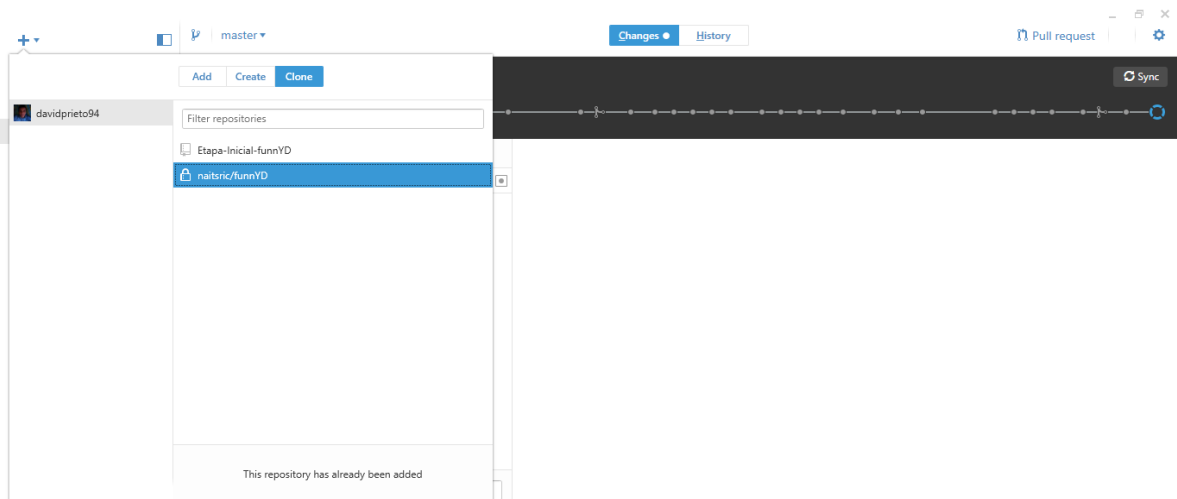 master
Changes
History
Pull request
Add
Create
Clone
Sync
davidprieto94
Filter repositories
Etapa-Inicial-funnYD
naitsric/funnYD
This repository has already been added